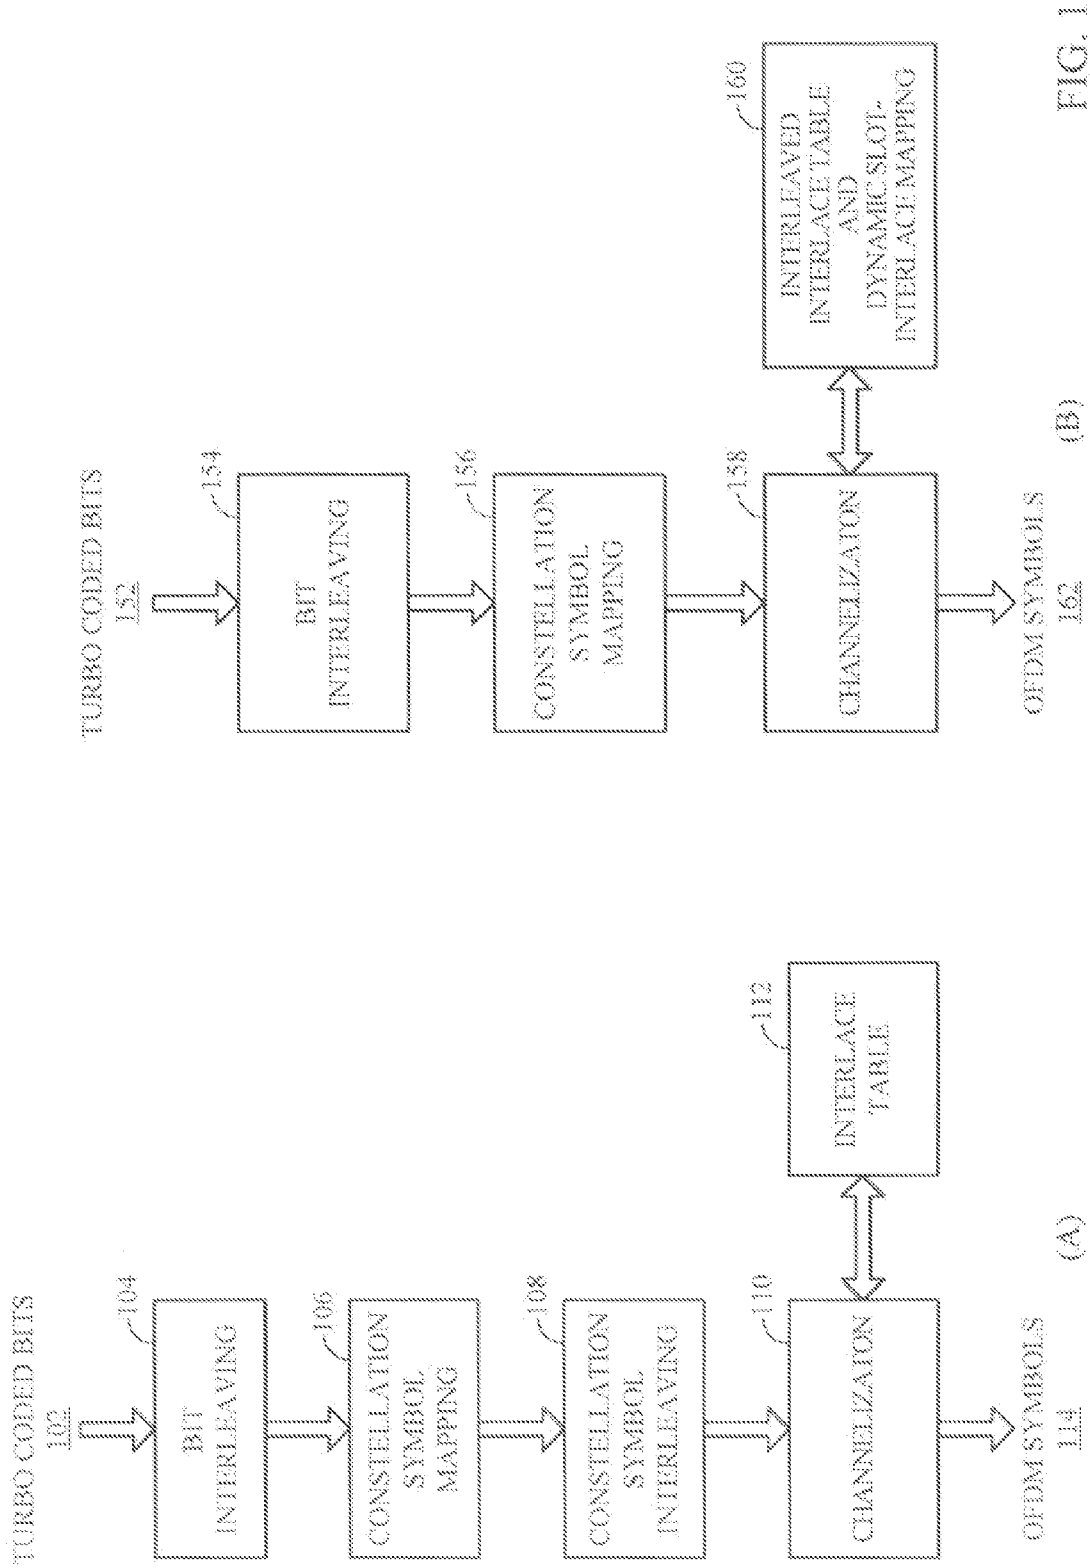 TURBO CODED BITS
102
104
BIT
INTERLEAVING
106
CONSTELLATION
SYMBOL
MAPPING
108
CONSTELLATION
SYMBOL
INTERLEAVING
110
CHANNELIZATON
112
INTERLACE
TABLE
OFDM SYMBOLS
114
(A)
TURBO CODED BITS
152
154
BIT
INTERLEAVING
156
CONSTELLATION
SYMBOL
MAPPING
158
CHANNELIZATON
160
INTERLEAVED
INTERLACE TABLE
AND
DYNAMIC SLOT-
INTERLACE MAPPING
OFDM SYMBOLS
162
(B)
FIG. 1